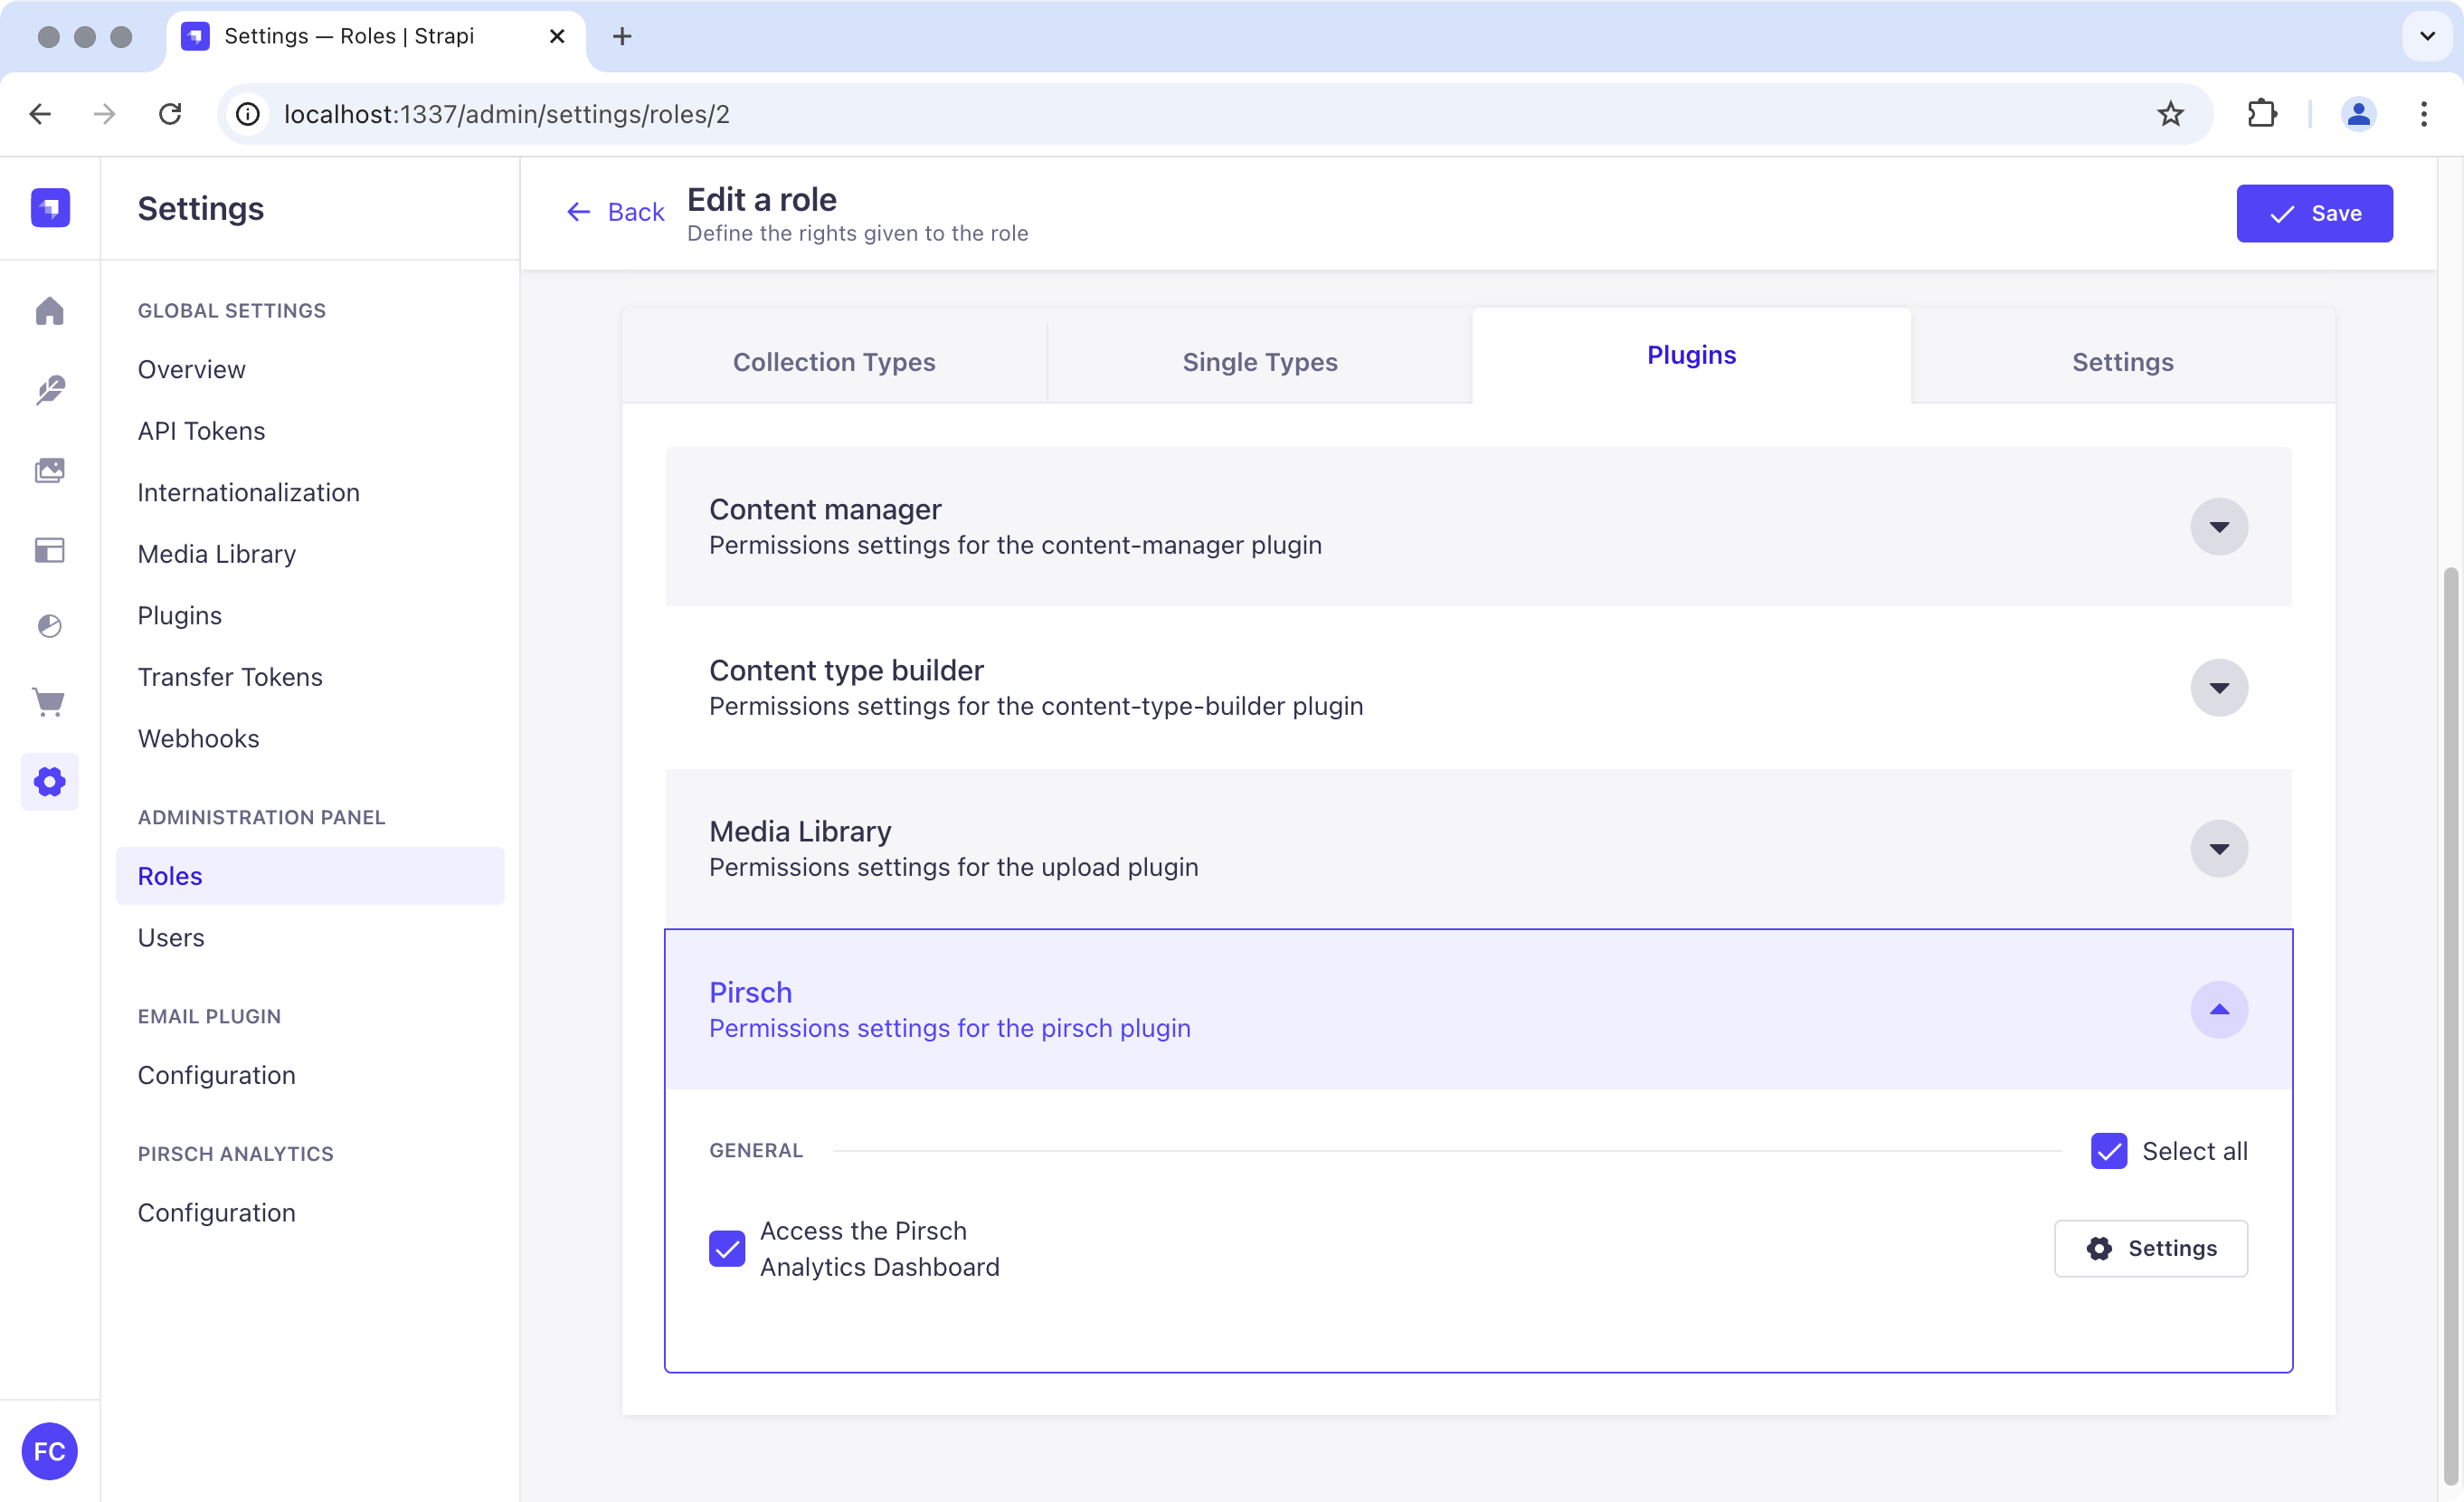 Settings — Roles | Strapi
localhost:1337/admin/settings/roles/2
Settings
GLOBAL SETTINGS
Overview
API Tokens
Internationalization
Media Library
Plugins
Transfer Tokens
Webhooks
ADMINISTRATION PANEL
Roles
Users
EMAIL PLUGIN
Configuration
PIRSCH ANALYTICS
Configuration
FC
Back
Edit a role
Define the rights given to the role
Save
Collection Types
Single Types
Plugins
Settings
Content manager
Permissions settings for the content-manager plugin
Content type builder
Permissions settings for the content-type-builder plugin
Media Library
Permissions settings for the upload plugin
Pirsch
Permissions settings for the pirsch plugin
GENERAL
Select all
Access the Pirsch
Analytics Dashboard
Settings